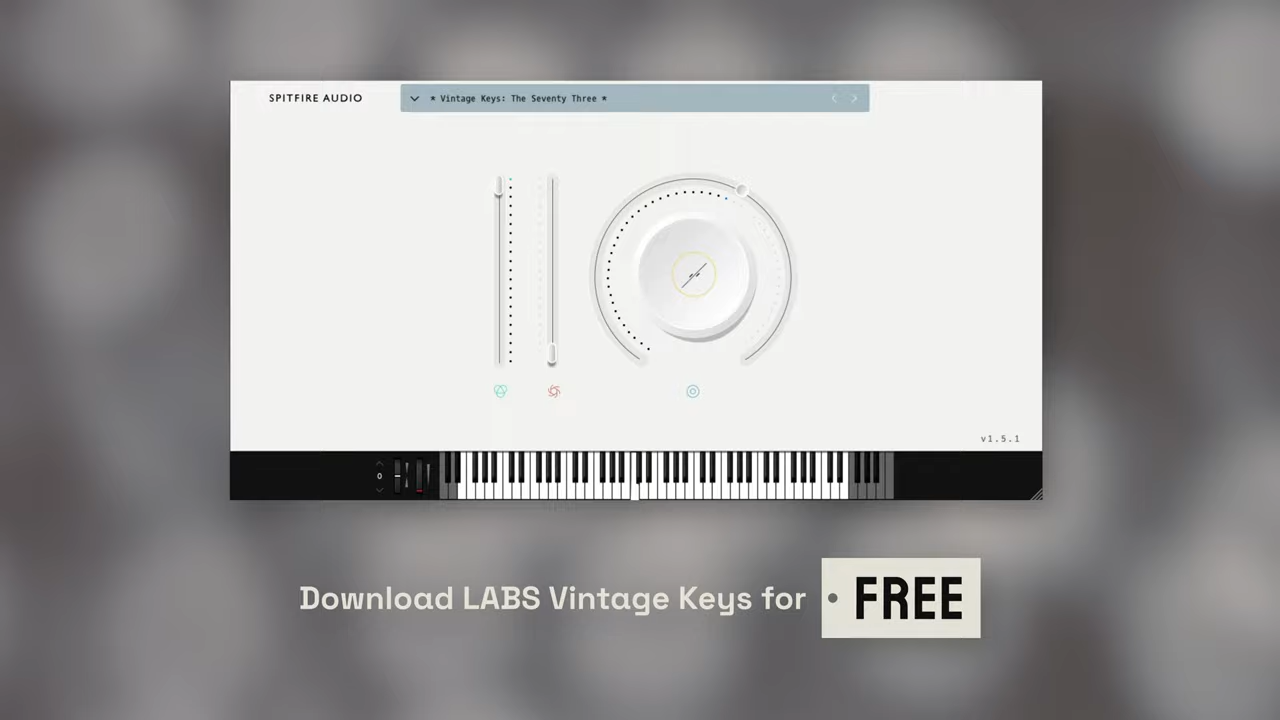 SPITFIRE AUDIO
* Vintage Keys: The Seventy Three *
v1.5.1
0
Download LABS Vintage Keys for FREE